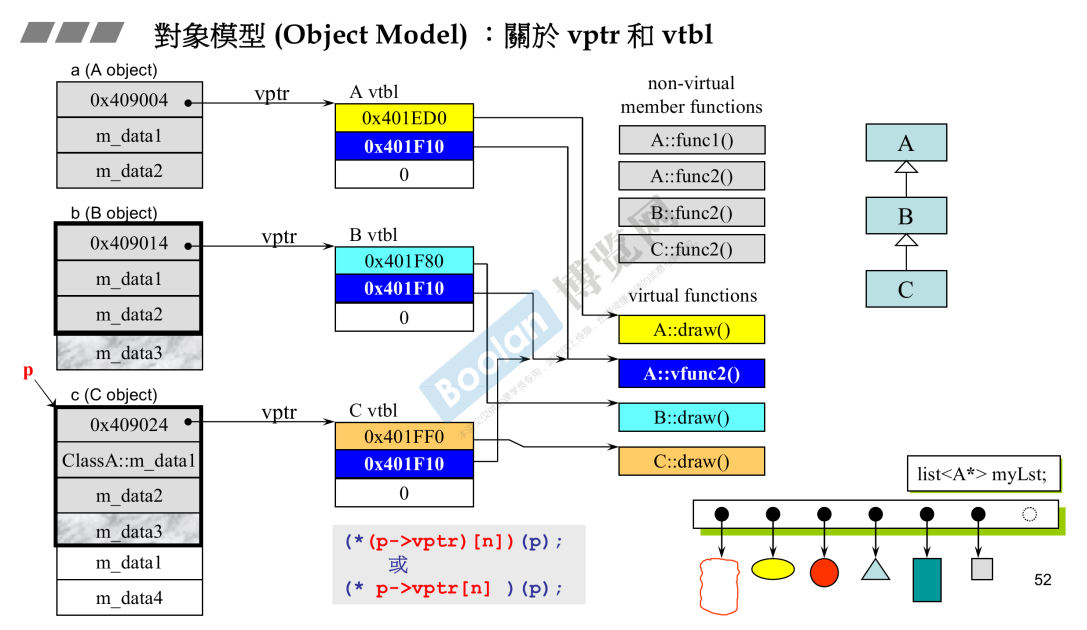 對象模型 (Object Model) ：關於 vptr 和 vtbl
a (A object)
0x409004
m_data1
m_data2
vptr
A vtbl
0x401ED0
0x401F10
0
b (B object)
0x409014
m_data1
m_data2
m_data3
vptr
B vtbl
0x401F80
0x401F10
0
p
c (C object)
0x409024
ClassA::m_data1
m_data2
m_data3
m_data1
m_data4
vptr
C vtbl
0x401FF0
0x401F10
0
(*(p->vptr)[n])(p);
或
(* p->vptr[n] )(p);
non-virtual
member functions
A::func1()
A::func2()
B::func2()
C::func2()
virtual functions
A::draw()
A::vfunc2()
B::draw()
C::draw()
A
B
C
list<A*> myLst;
52
Boolan
博览网